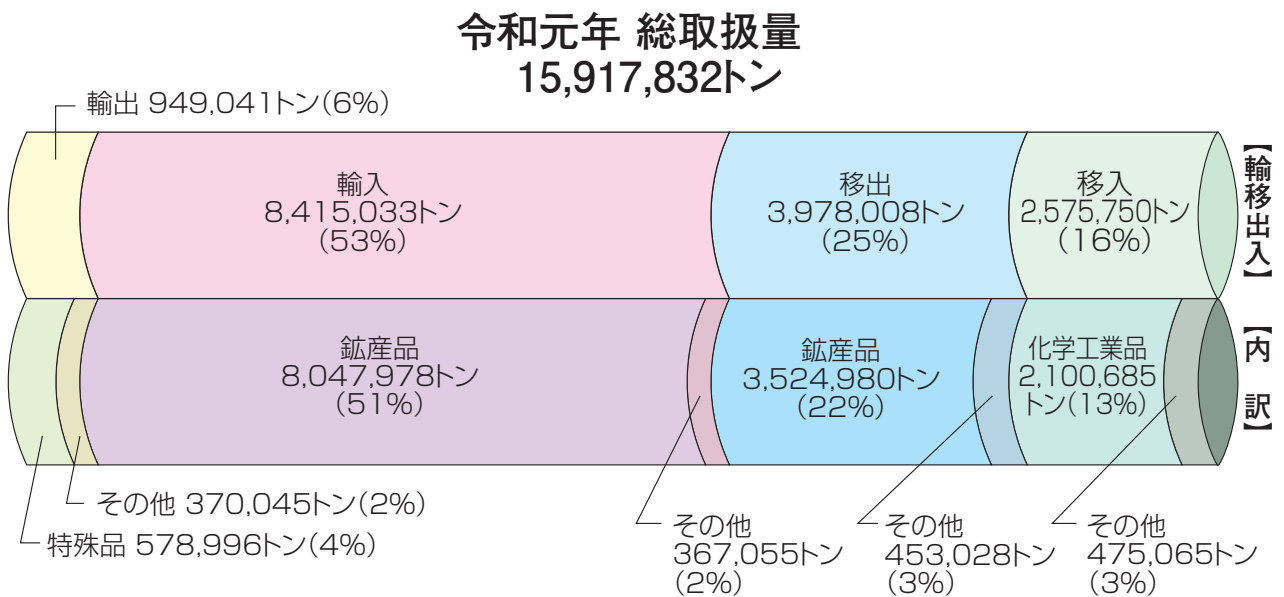 令和元年 総取扱量
15,917,832トン
輸出 949,041トン(6%)
輸入
8,415,033トン
(53%)
移出
3,978,008トン
(25%)
移入
2,575,750トン
(16%)
【輸移出入】
鉱産品
8,047,978トン
(51%)
鉱産品
3,524,980トン
(22%)
化学工業品
2,100,685
トン(13%)
【内 訳】
その他 370,045トン(2%)
特殊品 578,996トン(4%)
その他
367,055トン
(2%)
その他
453,028トン
(3%)
その他
475,065トン
(3%)